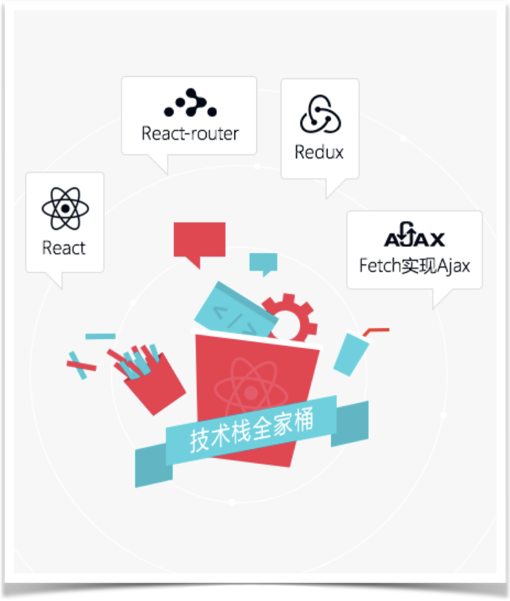 React-router
Redux
React
AJAX
Fetch实现Ajax
</>
技术栈全家桶